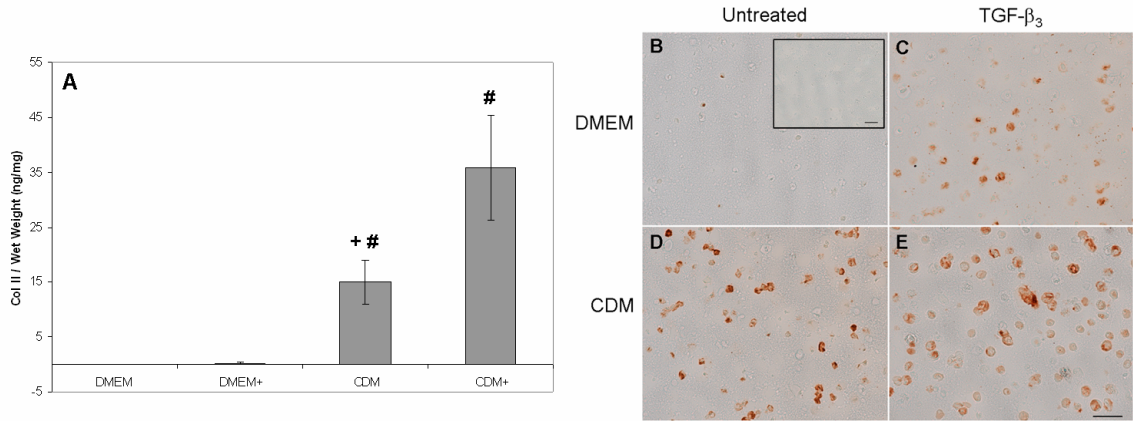 A
Col II / Wet Weight (ng/mg)
55
45
35
25
15
5
-5
+ #
#
DMEM
DMEM+
CDM
CDM+
Untreated
TGF-β₃
DMEM
CDM
B
C
D
E